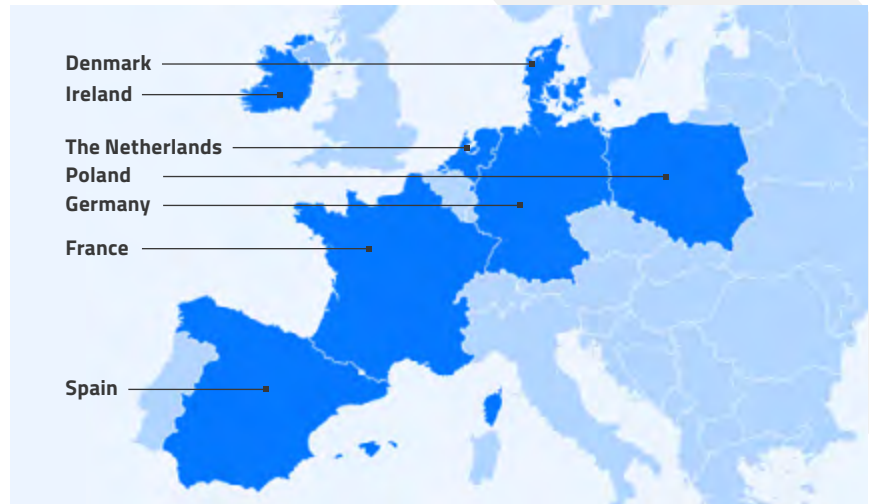 Denmark
Ireland
The Netherlands
Poland
Germany
France
Spain